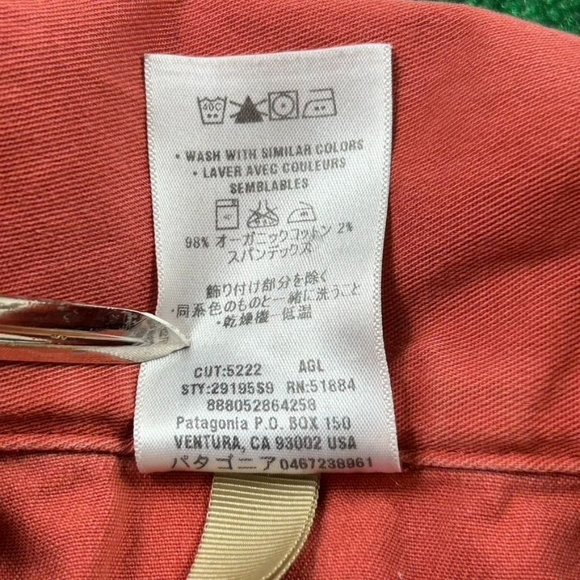 40C
• WASH WITH SIMILAR COLORS
• LAVER AVEC COULEURS
SEMBLABLES
98% オーガニックコットン 2%
スパンデックス
飾り付け部分を除く
・同系色のものと一緒に洗うこと
・乾燥機-低温
CUT:5222 AGL
STY:29195S9 RN:51884
888052864258
Patagonia P.O. BOX 150
VENTURA, CA 93002 USA
パタゴニア 0467238961